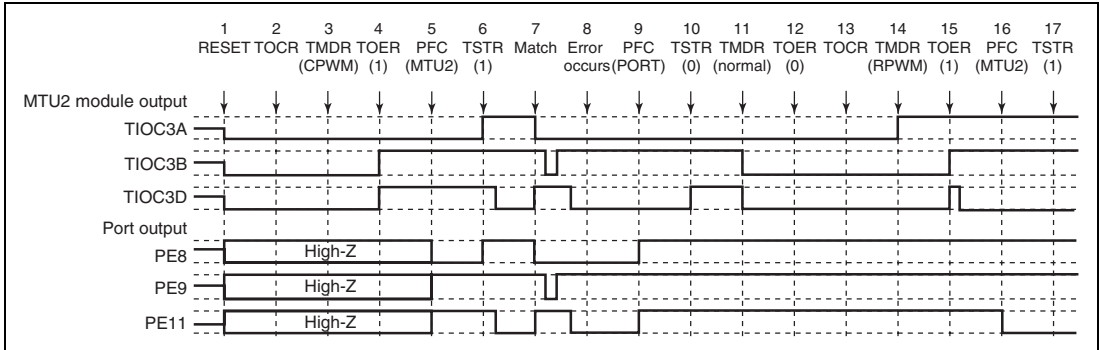 1 2 3 4 5 6 7 8 9 10 11 12 13 14 15 16 17
RESET TOCR TMDR TOER PFC TSTR Match Error PFC TSTR TMDR TOER TOCR TMDR TOER PFC TSTR
(CPWM) (1) (MTU2) (1) occurs (PORT) (0) (normal) (0) (RPWM) (1) (MTU2) (1)
MTU2 module output
TIOC3A
TIOC3B
TIOC3D
Port output
PE8 High-Z
PE9 High-Z
PE11 High-Z